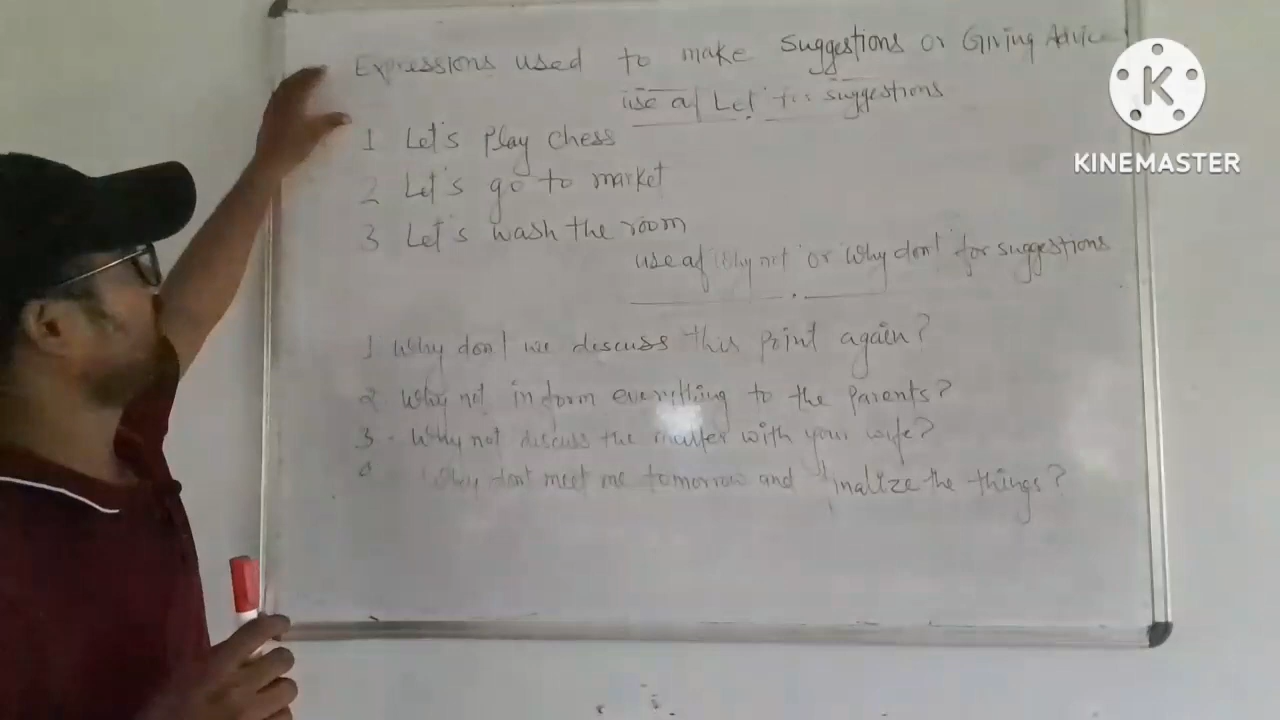 Expressions used to make suggestions or Giving Advice
use of Let' for suggestions
1 Let's play chess
2 Let's go to market
3 Let's wash the room
use of Why not' or Why don't for suggestions
1 Why don't we discuss this point again?
2 Why not inform everything to the parents?
3 - Why not discuss the matter with your wife?
Why don't meet me tomorrow and finalize the things?
K
KINEMASTER